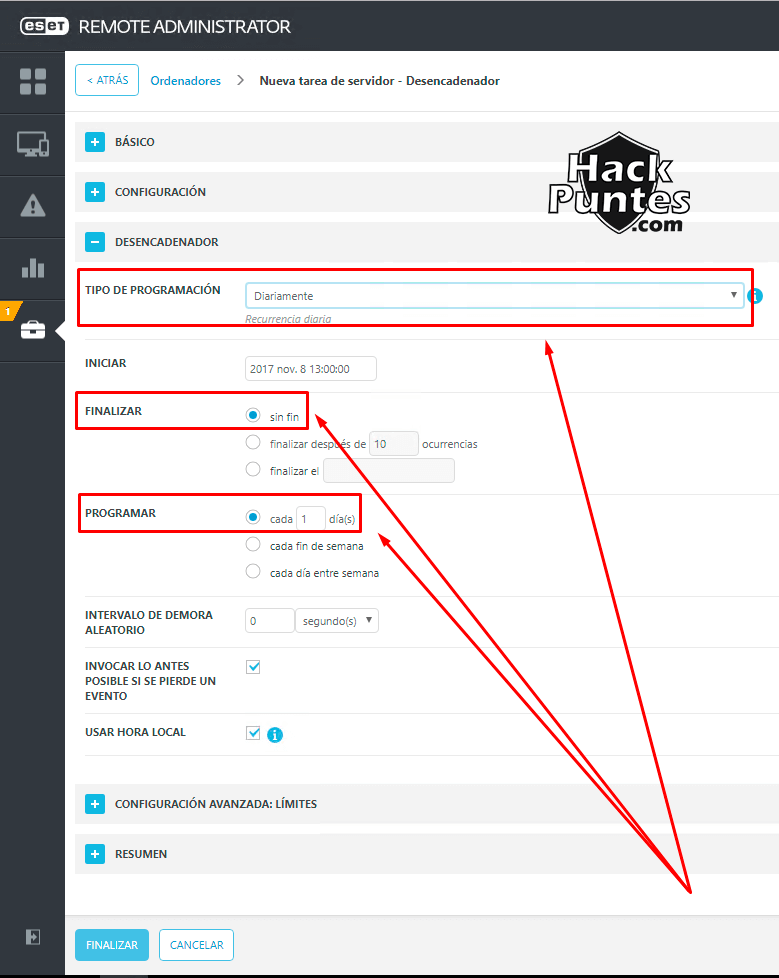 eseT REMOTE ADMINISTRATOR
< ATRÁS Ordenadores > Nueva tarea de servidor - Desencadenador
BÁSICO
Hack
Puntes
.com
CONFIGURACIÓN
DESENCADENADOR
TIPO DE PROGRAMACIÓN Diariamente
Recurrencia diaria
1
INICIAR 2017 nov. 8 13:00:00
FINALIZAR sin fin
finalizar después de 10 ocurrencias
finalizar el
PROGRAMAR cada 1 día(s)
cada fin de semana
cada día entre semana
INTERVALO DE DEMORA
ALEATORIO
0 segundo(s)
INVOCAR LO ANTES
POSIBLE SI SE PIERDE UN
EVENTO
USAR HORA LOCAL
CONFIGURACIÓN AVANZADA: LÍMITES
RESUMEN
FINALIZAR CANCELAR